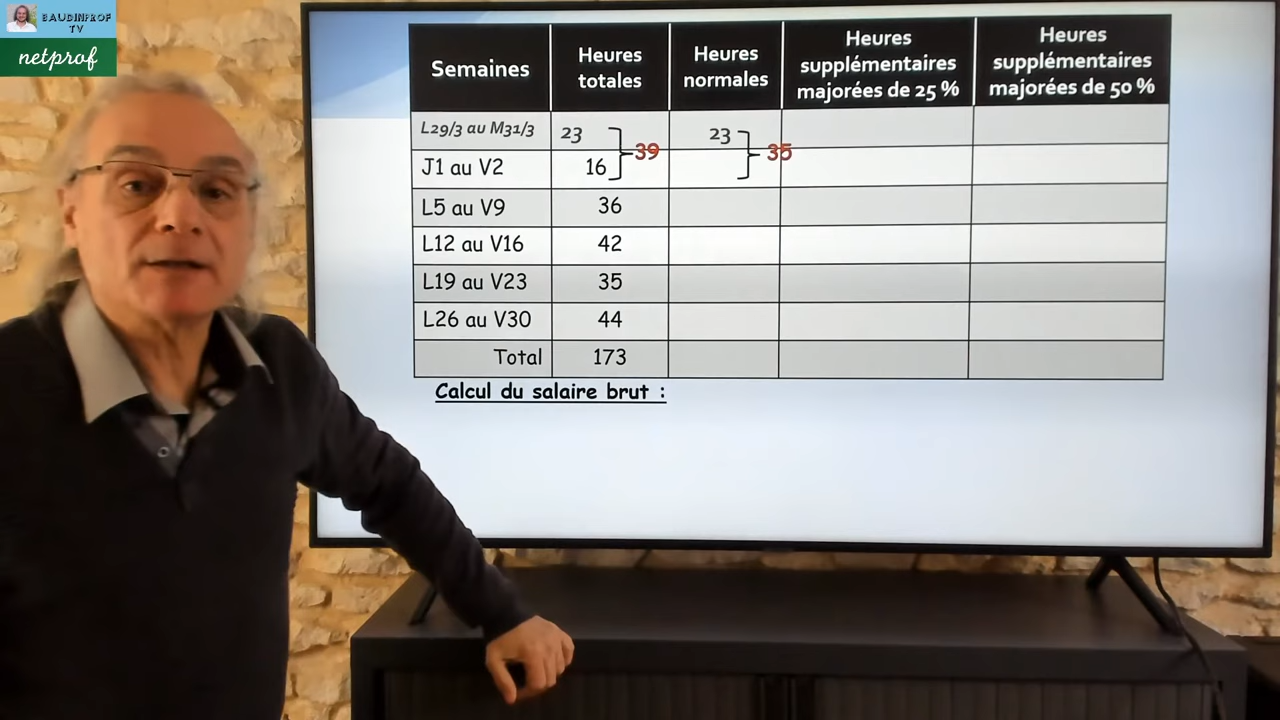 BAUDINPROF
TV
netprof
Semaines
Heures
totales
Heures
normales
Heures
supplémentaires
majorées de 25 %
Heures
supplémentaires
majorées de 50 %
L29/3 au M31/3 23 23
39 35
J1 au V2 16
L5 au V9 36
L12 au V16 42
L19 au V23 35
L26 au V30 44
Total 173
Calcul du salaire brut :